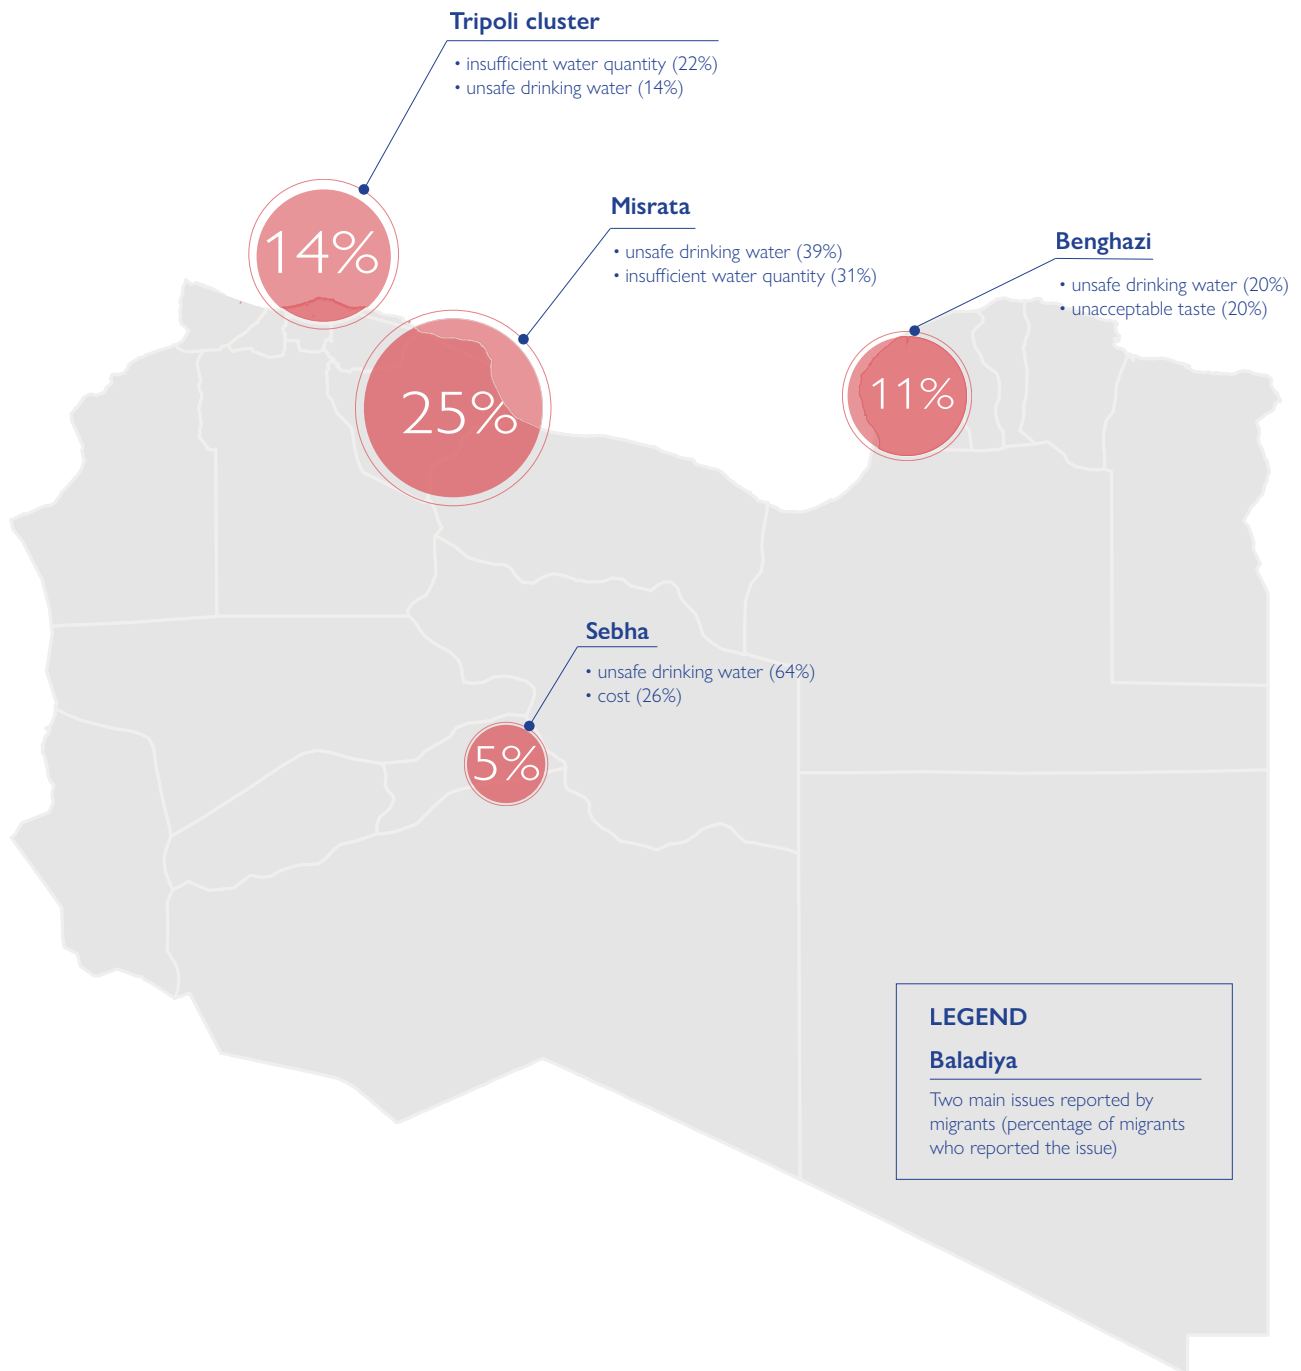 Tripoli cluster
• insufficient water quantity (22%)
• unsafe drinking water (14%)
14%
Misrata
• unsafe drinking water (39%)
• insufficient water quantity (31%)
25%
Benghazi
• unsafe drinking water (20%)
• unacceptable taste (20%)
11%
Sebha
• unsafe drinking water (64%)
• cost (26%)
5%
LEGEND
Baladiya
Two main issues reported by
migrants (percentage of migrants
who reported the issue)